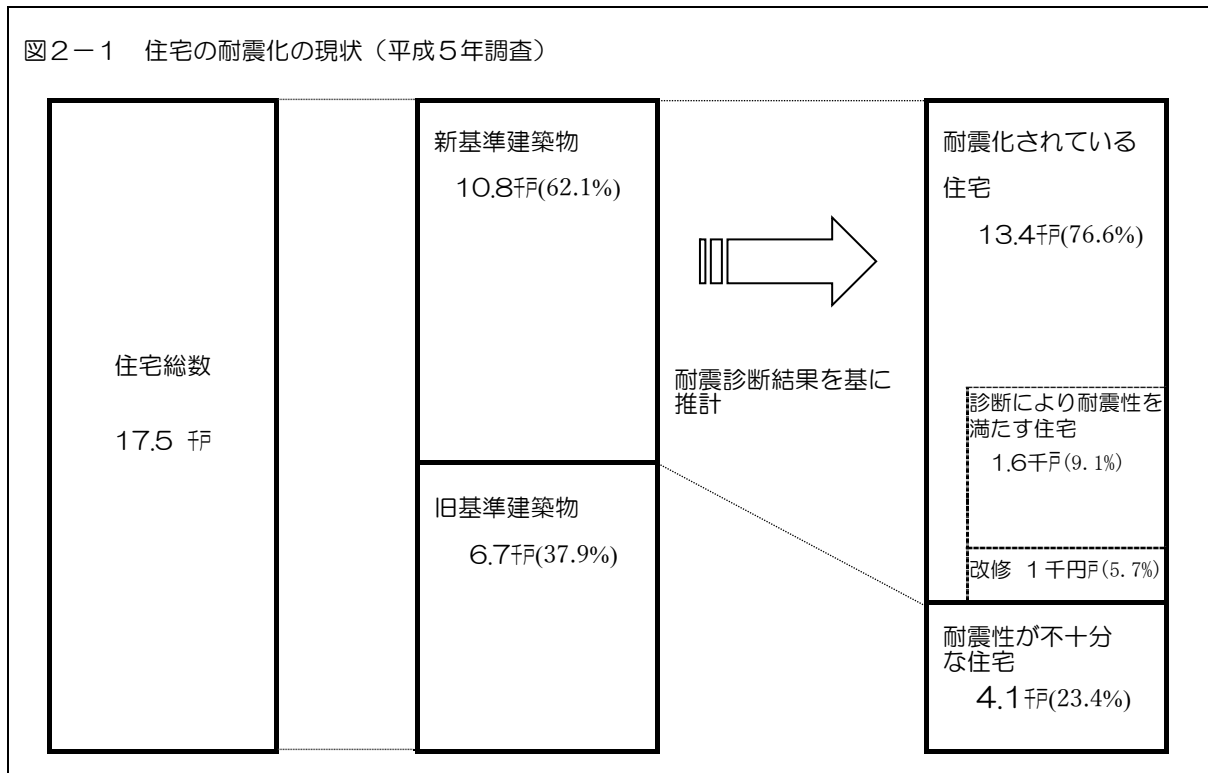 図2－1　住宅の耐震化の現状（平成5年調査）
住宅総数
17.5 千戸
新基準建築物
10.8千戸(62.1%)
旧基準建築物
6.7千戸(37.9%)
耐震診断結果を基に
推計
耐震化されている
住宅
13.4千戸(76.6%)
診断により耐震性を
満たす住宅
1.6千戸(9.1%)
改修 1千円戸(5.7%)
耐震性が不十分
な住宅
4.1千戸(23.4%)